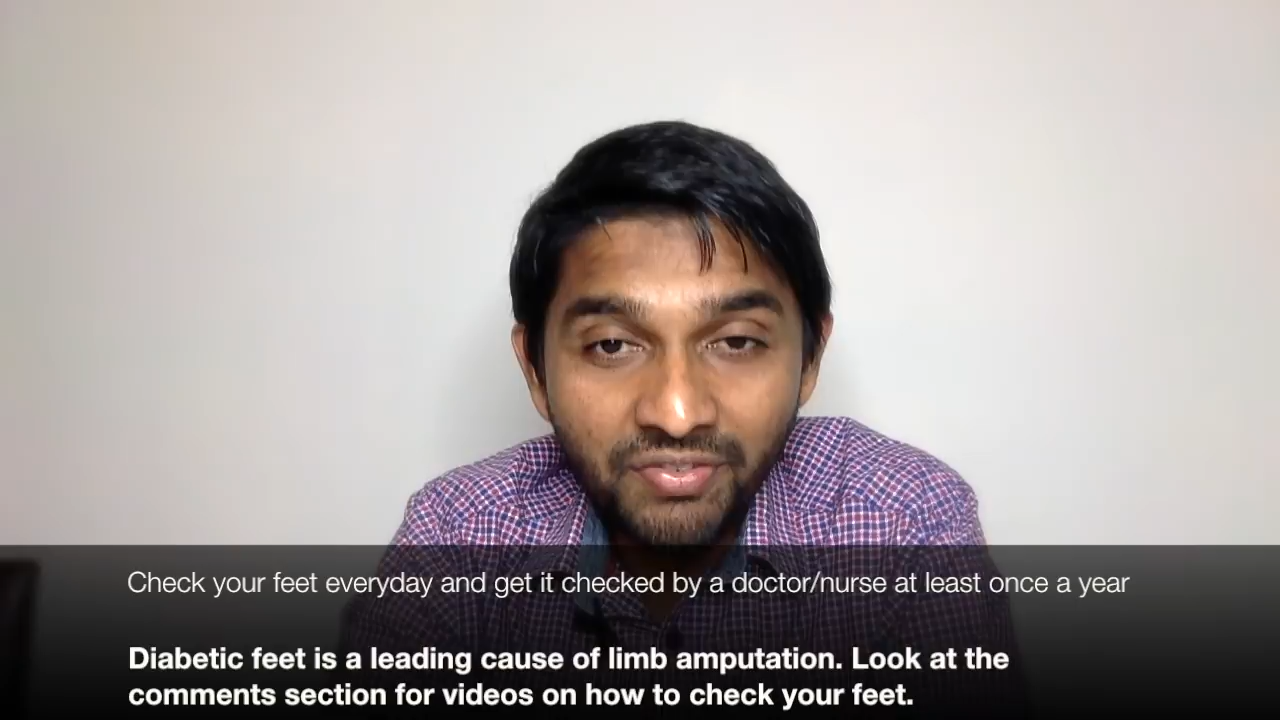 Check your feet everyday and get it checked by a doctor/nurse at least once a year
Diabetic feet is a leading cause of limb amputation. Look at the
comments section for videos on how to check your feet.